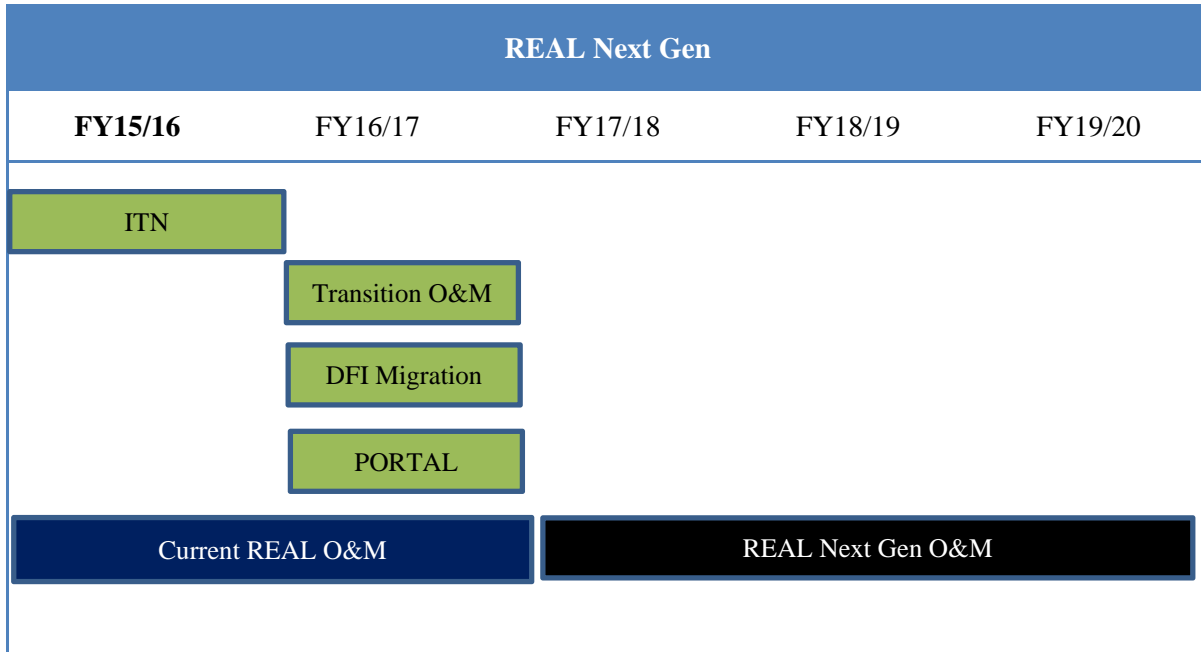 REAL Next Gen
FY15/16 FY16/17 FY17/18 FY18/19 FY19/20
ITN
Transition O&M
DFI Migration
PORTAL
Current REAL O&M REAL Next Gen O&M